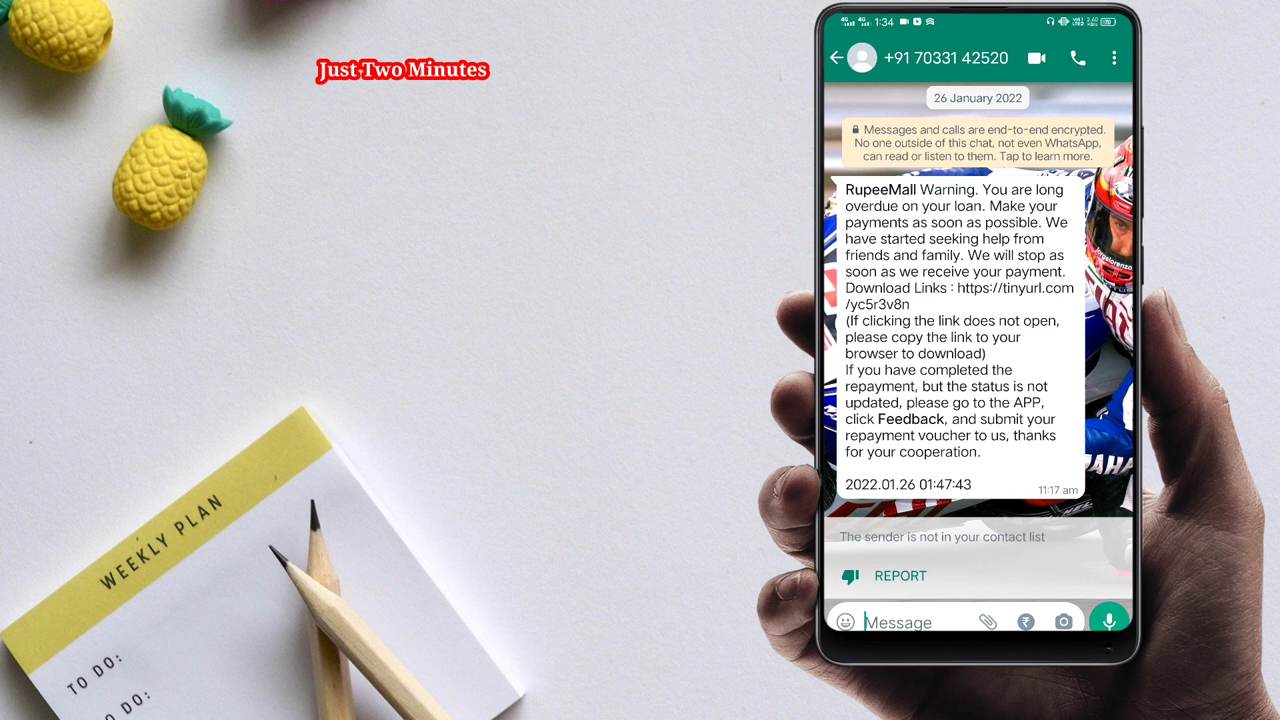 Just Two Minutes
1:34
+91 70331 42520
26 January 2022
Messages and calls are end-to-end encrypted.
No one outside of this chat, not even WhatsApp,
can read or listen to them. Tap to learn more.
RupeeMall Warning. You are long
overdue on your loan. Make your
payments as soon as possible. We
have started seeking help from
friends and family. We will stop as
soon as we receive your payment.
Download Links : https://tinyurl.com
/yc5r3v8n
(If clicking the link does not open,
please copy the link to your
browser to download)
If you have completed the
repayment, but the status is not
updated, please go to the APP,
click Feedback, and submit your
repayment voucher to us, thanks
for your cooperation.
2022.01.26 01:47:43
11:17 am
The sender is not in your contact list
REPORT
Message
jorgelorenzo
WEEKLY PLAN
TO DO:
O DO: